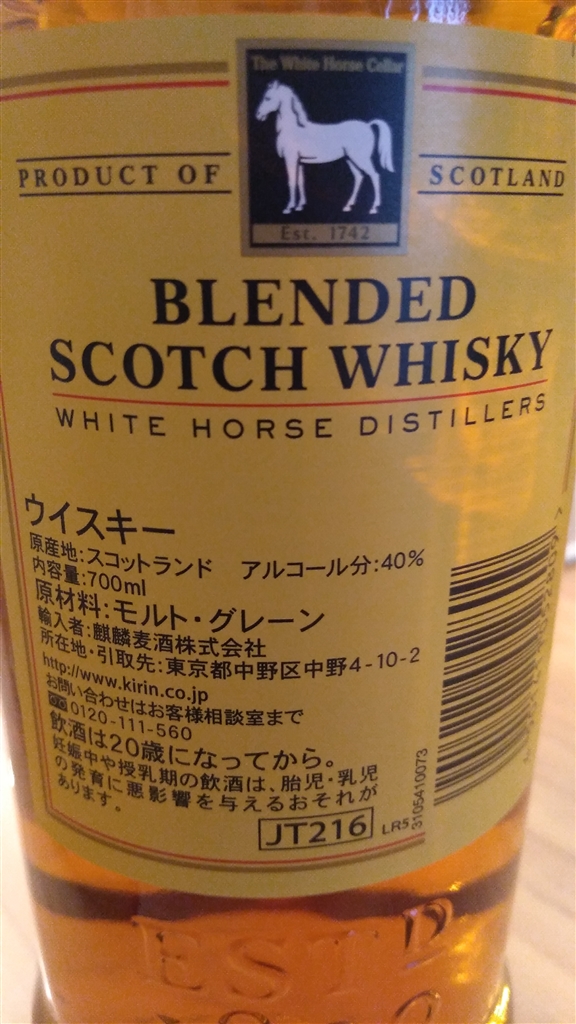 The White Horse Cellar
PRODUCT OF SCOTLAND
Est. 1742
BLENDED
SCOTCH WHISKY
WHITE HORSE DISTILLERS
ウイスキー
原産地:スコットランド アルコール分:40%
内容量:700ml
原材料:モルト・グレーン
輸入者:麒麟麦酒株式会社
所在地・引取先:東京都中野区中野4-10-2
http://www.kirin.co.jp
お問い合わせはお客様相談室まで
0120-111-560
飲酒は20歳になってから。
妊娠中や授乳期の飲酒は、胎児・乳児
の発育に悪影響を与えるおそれが
あります。
JT216 LR5
3105410073
ESTD